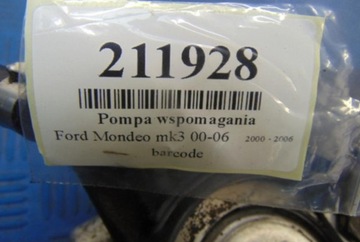 211928
Pompa wspomagania
Ford Mondeo mk3 00-06 2000 - 2006
barcode